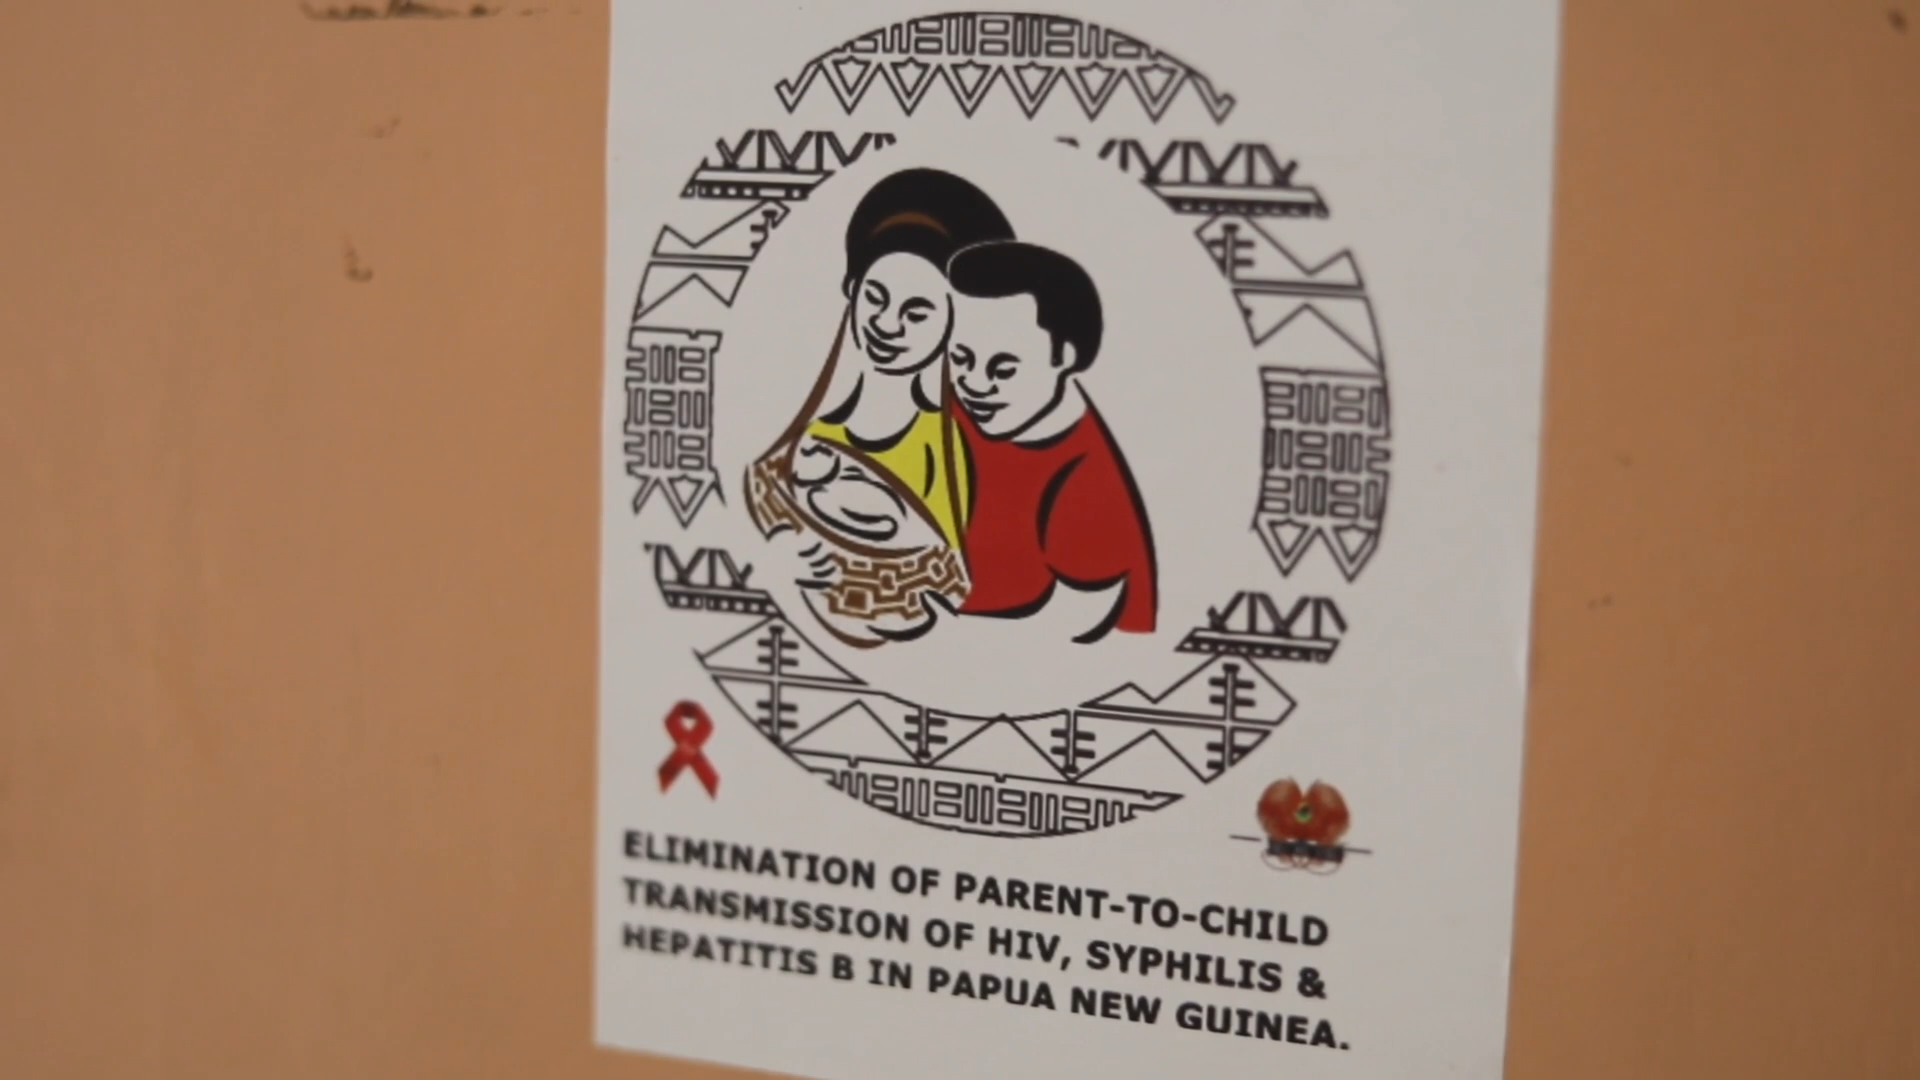 ELIMINATION OF PARENT-TO-CHILD
TRANSMISSION OF HIV, SYPHILIS &
HEPATITIS B IN PAPUA NEW GUINEA.